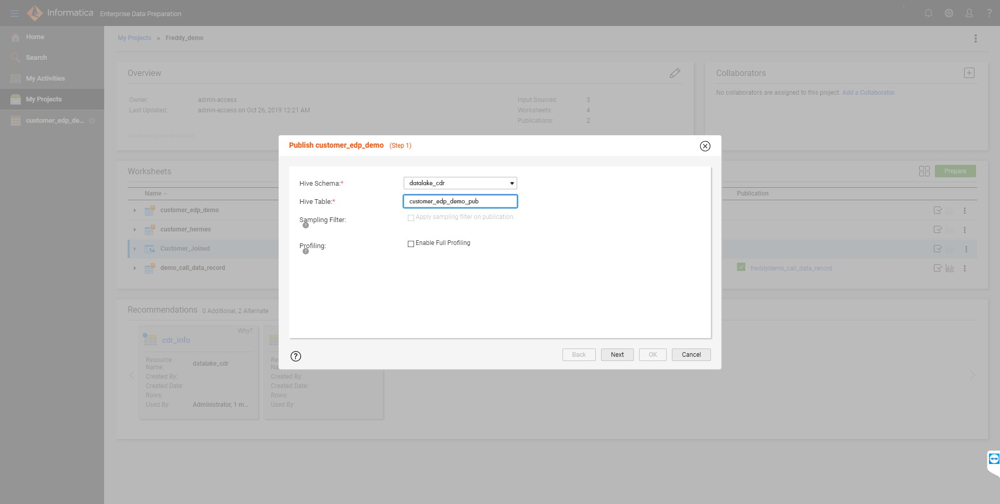 Informatica Enterprise Data Preparation
Home
Search
My Activities
My Projects
customer_edp_de...
My Projects > Freddy_demo
Overview
Owner: admin-access
Last Updated: admin-access on Oct 26, 2019 12:21 AM
Input Sources: 3
Worksheets: 4
Publications: 2
No description available.
Collaborators
No collaborators are assigned to this project. Add a Collaborator.
Publish customer_edp_demo (Step 1)
Hive Schema:* datalake_cdr
Hive Table:* customer_edp_demo_pub
Sampling Filter: Apply sampling filter on publication.
?
Profiling: Enable Full Profiling
?
? Back Next OK Cancel
Worksheets
Prepare
Name Publication
customer_edp_demo
customer_hermes
Customer_Joined
demo_call_data_record freddydemo_call_data_record
Recommendations 0 Additional, 2 Alternate
Why?
cdr_info
Resource Name: datalake_cdr
Created By:
Created Date:
Rows:
Used By: Administrator, 1 m...
Re
Na
Created By:
Created Date:
Rows:
Used By: